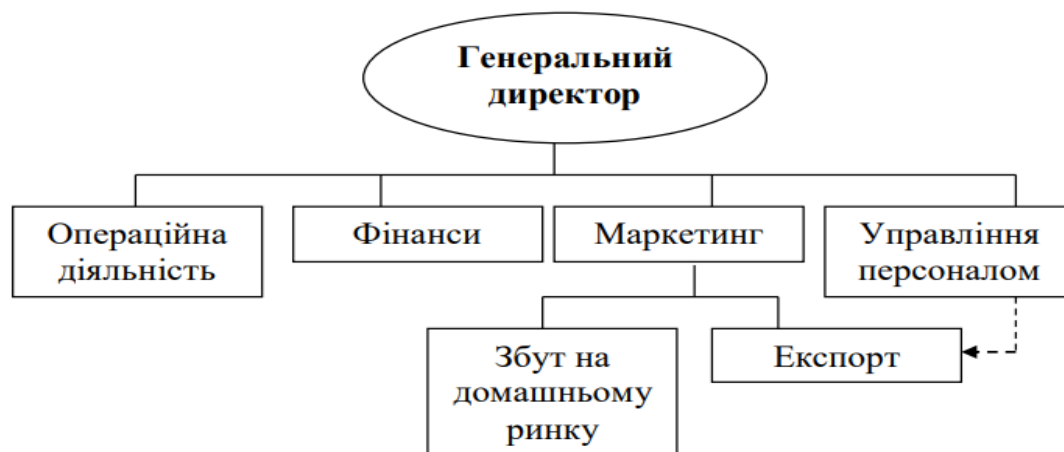 Генеральний
директор
Операційна
діяльність
Фінанси
Маркетинг
Управління
персоналом
Збут на
домашньому
ринку
Експорт